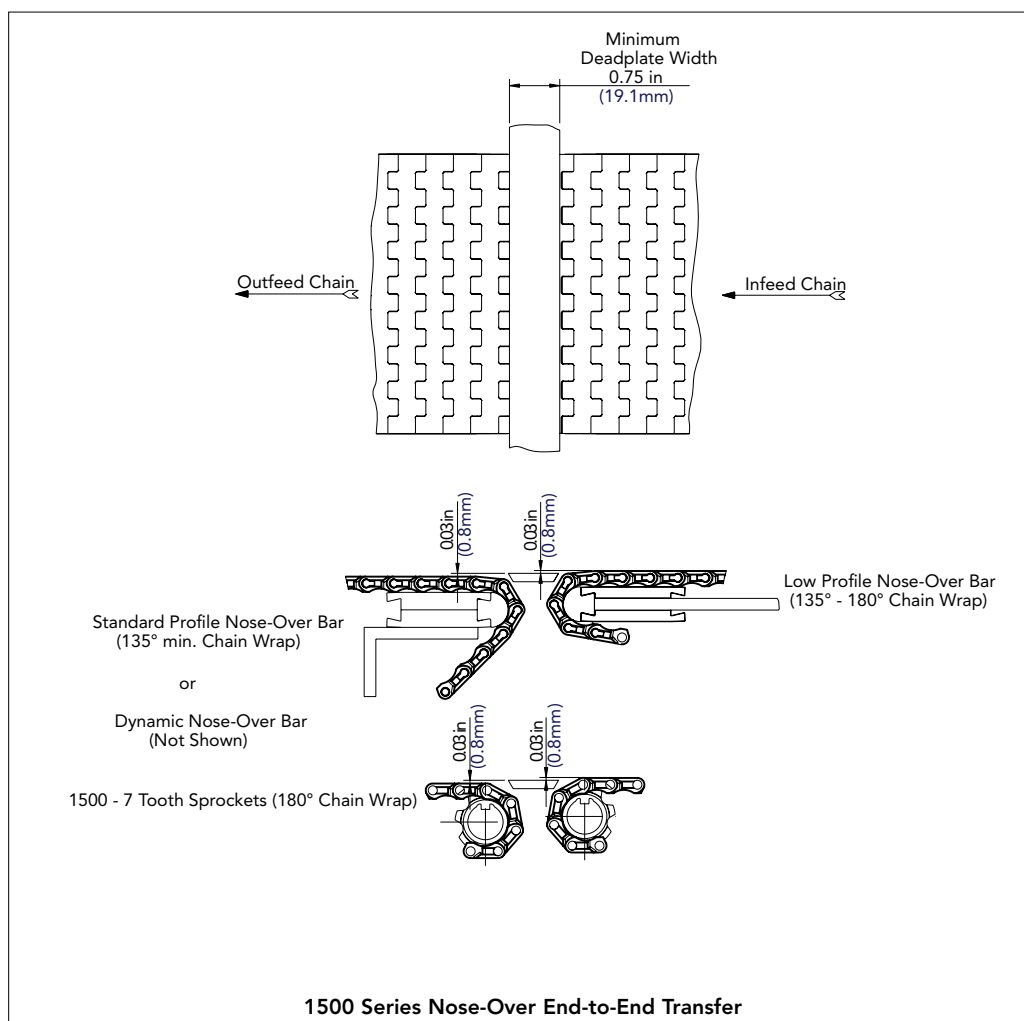 Minimum
Deadplate Width
0.75 in
(19.1mm)
Outfeed Chain
Infeed Chain
0.03in
(0.8mm)
0.03in
(0.8mm)
Standard Profile Nose-Over Bar
(135° min. Chain Wrap)
or
Dynamic Nose-Over Bar
(Not Shown)
Low Profile Nose-Over Bar
(135° - 180° Chain Wrap)
0.03in
(0.8mm)
0.03in
(0.8mm)
1500 - 7 Tooth Sprockets (180° Chain Wrap)
1500 Series Nose-Over End-to-End Transfer